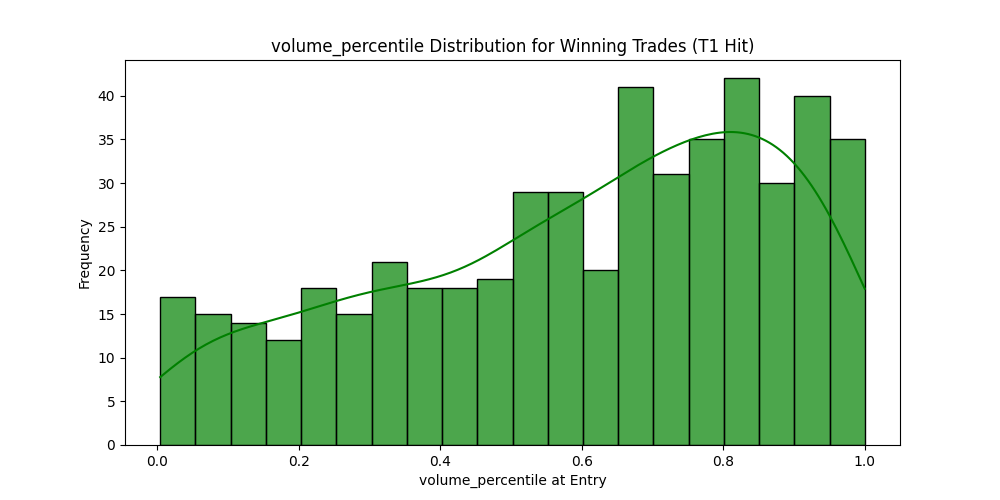 volume_percentile Distribution for Winning Trades (T1 Hit)
Frequency
40
35
30
25
20
15
10
5
0
0.0 0.2 0.4 0.6 0.8 1.0
volume_percentile at Entry